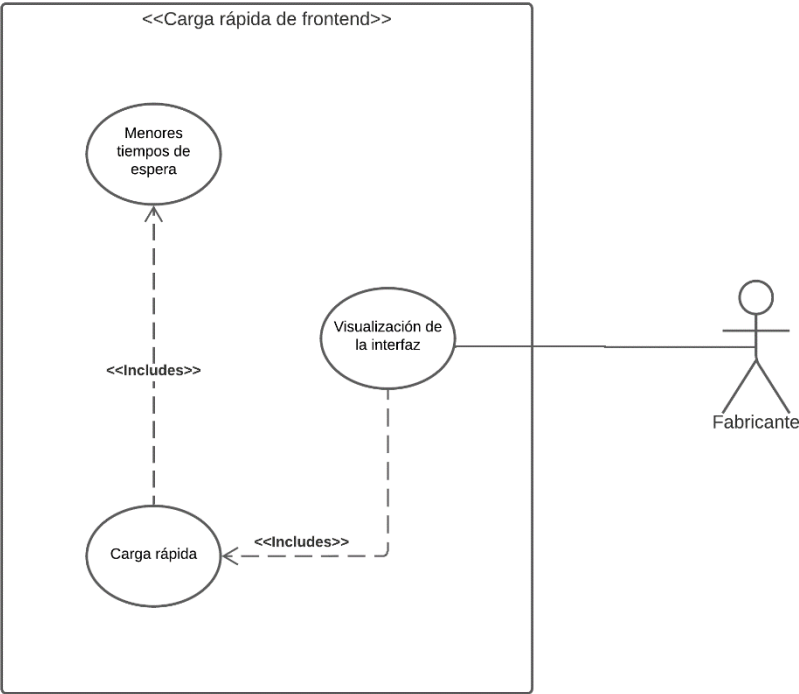 <<Carga rápida de frontend>>
Menores
tiempos de
espera
Visualización de
la interfaz
<<Includes>>
Fabricante
<<Includes>>
Carga rápida